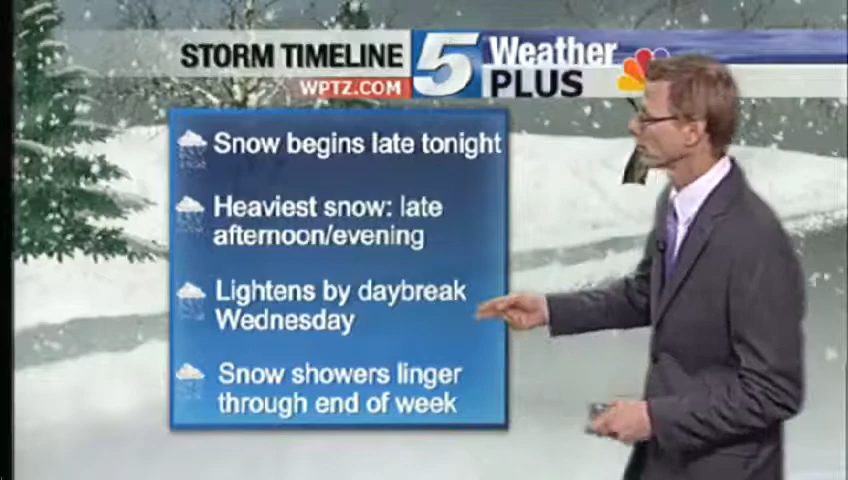 STORM TIMELINE
WPTZ.COM
5
Weather
PLUS
Snow begins late tonight
Heaviest snow: late
afternoon/evening
Lightens by daybreak
Wednesday
Snow showers linger
through end of week